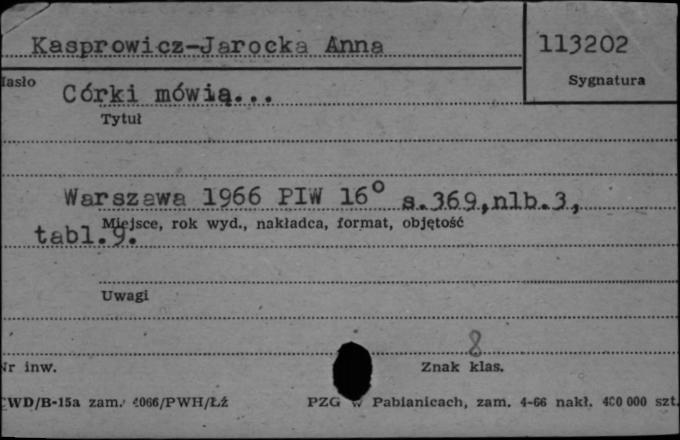 Kasprowicz-Jarocka Anna
113202
Hasło
Sygnatura
Córki mówią...
Tytuł
Warszawa 1966 PIW 16° s.369,nlb.3,
Miejsce, rok wyd., nakładca, format, objętość
tabl.9.
Uwagi
8
Nr inw.
Znak klas.
CWD/B-15a zam. 4066/PWH/Łź
PZG w Pabianicach, zam. 4-66 nakł. 400 000 szt.